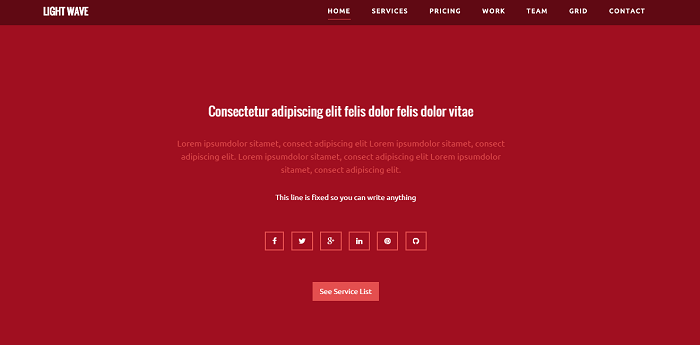 LIGHT WAVE
HOME SERVICES PRICING WORK TEAM GRID CONTACT
Consectetur adipiscing elit felis dolor felis dolor vitae
Lorem ipsumdolor sitamet, consect adipiscing elit Lorem ipsumdolor sitamet, consect
adipiscing elit. Lorem ipsumdolor sitamet, consect adipiscing elit Lorem ipsumdolor
sitamet, consect adipiscing elit.
This line is fixed so you can write anything
See Service List